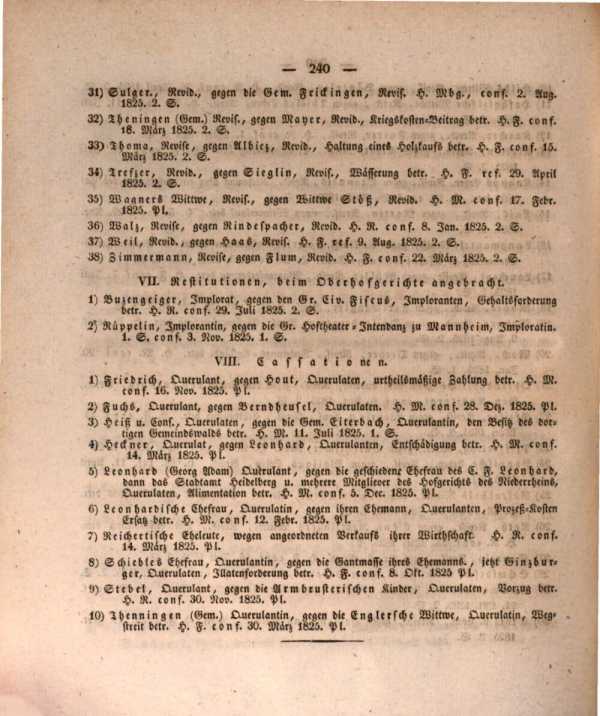 — 240 —
31) Sulger, Revid., gegen die Gem. Frickingen, Revis. H. Mbg., conf. 2. Aug.
1825. 2. S.
32) Theningen (Gem.) Revis., gegen Mayer, Revid., Kriegskosten-Beitrag betr. H. F. conf.
18. März 1825. 2. S.
33) Thoma, Revise, gegen Albiez, Revid., Haltung eines Holzkaufs betr. H. F. conf. 15.
März 1825. 2. S.
34) Trefzer, Revid., gegen Sieglin, Revis., Wässerung betr. H. F. ref. 29. April
1825. 2. S.
35) Wagners Wittwe, Revis., gegen Wittwe Stöß, Revid. H. M. conf. 17. Febr.
1825. Pl.
36) Walz, Revise, gegen Rindespacher, Revid. H. R. conf. 8. Jan. 1825. 2. S.
37) Weil, Revid., gegen Haas, Revis. H. F. ref. 9. Aug. 1825. 2. S.
38) Zimmermann, Revise, gegen Flum, Revid. H. F. conf. 22. März 1825. 2. S.
VII. Restitutionen, beim Oberhofgerichte angebracht.
1) Buzengeiger, Implorat, gegen den Gr. Civ. Fiscus, Imploranten, Gehaltsforderung
betr. H. R. conf. 29. Juli 1825. 2. S.
2) Rüppelin, Implorantin, gegen die Gr. Hoftheater-Intendanz zu Mannheim, Imploratin.
1. S. conf. 3. Nov. 1825. 1. S.
VIII. Cassationen.
1) Friedrich, Querulant, gegen Hout, Querulaten, urtheilsmäßige Zahlung betr. H. M.
conf. 16. Nov. 1825. Pl.
2) Fuchs, Querulant, gegen Berndheusel, Querulaten. H. M. conf. 28. Dez. 1825. Pl.
3) Heiß u. Cons., Querulaten, gegen die Gem. Eiterbach, Querulantin, den Besitz des dor-
tigen Gemeindswalds betr. H. M. 11. Juli 1825. 1. S.
4) Heckner, Querulat, gegen Leonhard, Querulanten, Entschädigung betr. H. M. conf.
14. März 1825. Pl.
5) Leonhard (Georg Adam) Querulant, gegen die geschiedene Ehefrau des C. F. Leonhard,
dann das Stadtamt Heidelberg u. mehrere Mitglieder des Hofgerichts des Niederrheins,
Querulaten, Alimentation betr. H. M. conf. 5. Dec. 1825. Pl.
6) Leonhardische Ehefrau, Querulatin, gegen ihren Ehemann, Querulanten, Prozeß-Kosten
Ersatz betr. H. M. conf. 12. Febr. 1825. Pl.
7) Reichertische Eheleute, wegen angeordneten Verkaufs ihrer Wirthschaft. H. R. conf.
14. März 1825. Pl.
8) Schiebles Ehefrau, Querulantin, gegen die Gantmasse ihres Ehemanns., jetzt Ginzbur-
ger, Querulaten, Illatenforderung betr. H. F. conf. 8. Okt. 1825 Pl.
9) Stebel, Querulant, gegen die Armbrusterischen Kinder, Querulaten, Vorzug betr.
H. R. conf. 30. Nov. 1825. Pl.
10) Thenningen (Gem.) Querulantin, gegen die Englersche Wittwe, Querulatin, Weg-
streit betr. H. F. conf. 30. März 1825. Pl.